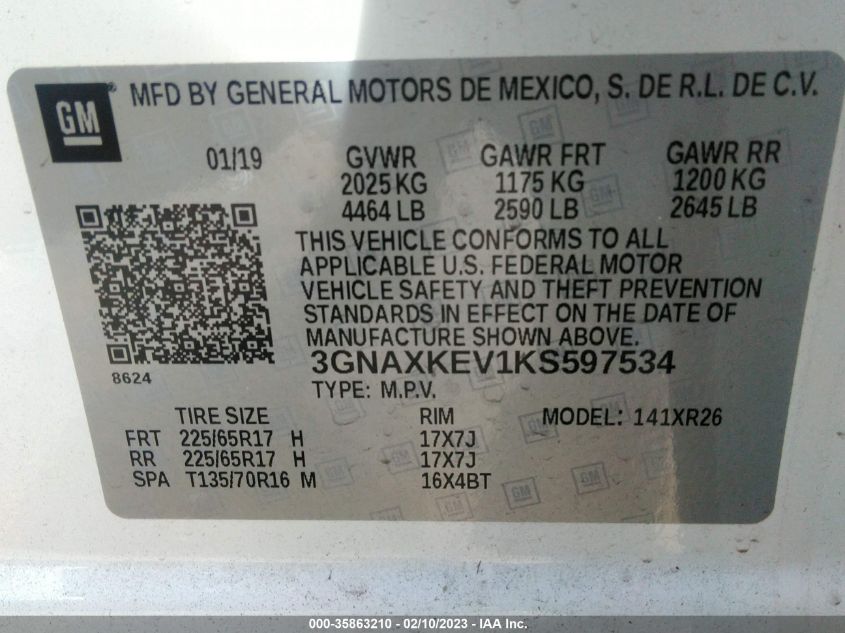 GM
MFD BY GENERAL MOTORS DE MEXICO, S. DE R.L. DE C.V.
01/19 GVWR GAWR FRT GAWR RR
2025 KG 1175 KG 1200 KG
4464 LB 2590 LB 2645 LB
THIS VEHICLE CONFORMS TO ALL
APPLICABLE U.S. FEDERAL MOTOR
VEHICLE SAFETY AND THEFT PREVENTION
STANDARDS IN EFFECT ON THE DATE OF
MANUFACTURE SHOWN ABOVE.
8624 3GNAXKEV1KS597534
TYPE: M.P.V.
TIRE SIZE RIM MODEL: 141XR26
FRT 225/65R17 H 17X7J
RR 225/65R17 H 17X7J
SPA T135/70R16 M 16X4BT
000-35863210 - 02/10/2023 - IAA Inc.